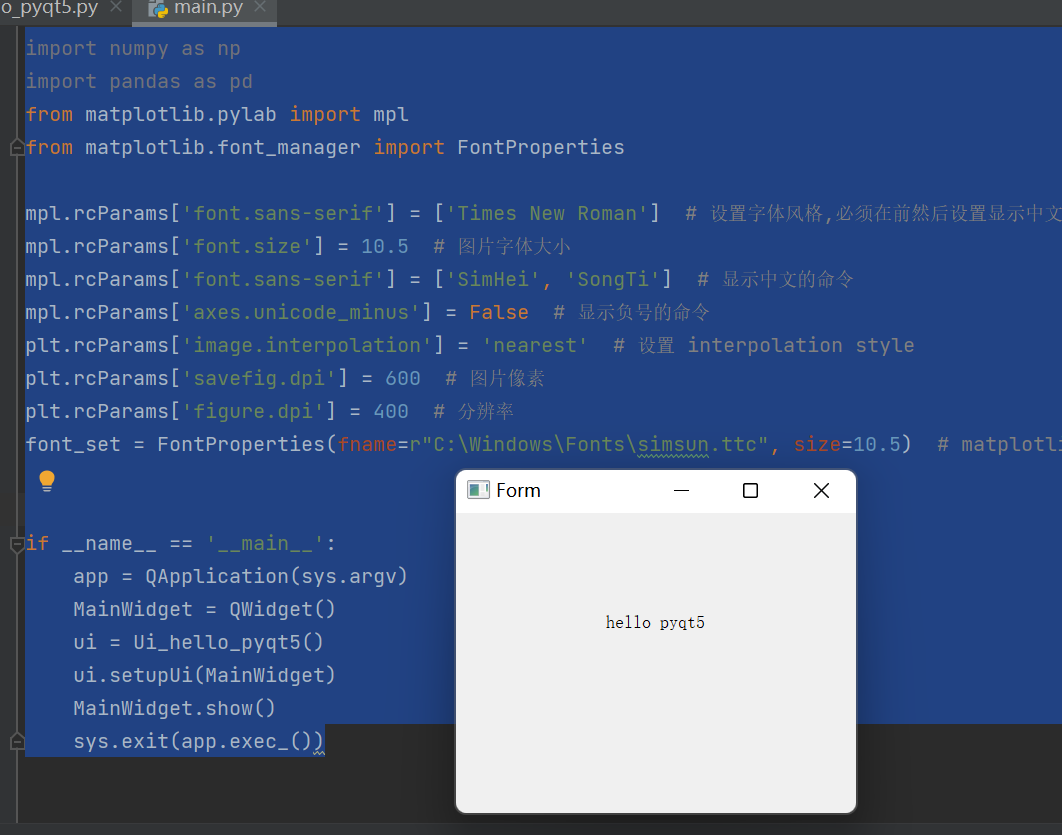 o_pyqt5.py
main.py
import numpy as np
import pandas as pd
from matplotlib.pylab import mpl
from matplotlib.font_manager import FontProperties
mpl.rcParams['font.sans-serif'] = ['Times New Roman']  # 设置字体风格,必须在前然后设置显示中文
mpl.rcParams['font.size'] = 10.5  # 图片字体大小
mpl.rcParams['font.sans-serif'] = ['SimHei', 'SongTi']  # 显示中文的命令
mpl.rcParams['axes.unicode_minus'] = False  # 显示负号的命令
plt.rcParams['image.interpolation'] = 'nearest'  # 设置 interpolation style
plt.rcParams['savefig.dpi'] = 600  # 图片像素
plt.rcParams['figure.dpi'] = 400  # 分辨率
font_set = FontProperties(fname=r"C:\Windows\Fonts\simsun.ttc", size=10.5)  # matplotli
if __name__ == '__main__':
    app = QApplication(sys.argv)
    MainWidget = QWidget()
    ui = Ui_hello_pyqt5()
    ui.setupUi(MainWidget)
    MainWidget.show()
    sys.exit(app.exec_())
Form
hello pyqt5